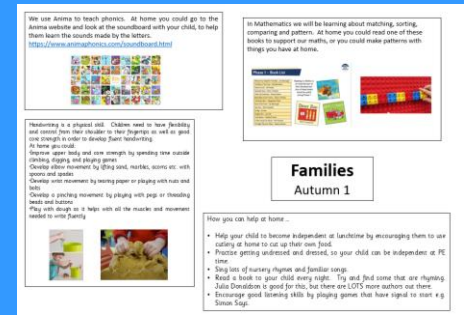 We use Anima to teach phonics. At home you could go to the
Anima website and look at the soundboard with your child, to help
them learn the sounds made by the letters.
https://www.animaphonics.com/soundboard.html
In Mathematics we will be learning about matching, sorting,
comparing and pattern. At home you could read one of these
books to support our maths, or you could make patterns with
things you have at home.
Handwriting is a physical skill. Children need to have flexibility
and control from their shoulder to their fingertips as well as good
core strength in order to develop fluent handwriting.
At home you could:
•Improve upper body and core strength by spending time outside
climbing, digging, and playing games
•Develop elbow movement by lifting sand, marbles, acorns etc. with
spoons and spades
•Develop wrist movement by tearing paper or playing with nuts and
bolts
•Develop a pinching movement by playing with pegs or threading
beads and buttons
•Play with dough as it helps with all the muscles and movement
needed to write fluently
Families
Autumn 1
How you can help at home...
• Help your child to become independent at lunchtime by encouraging them to use
cutlery at home to cut up their own food.
• Practise getting undressed and dressed, so your child can be independent at PE
time.
• Sing lots of nursery rhymes and familiar songs.
• Read a book to your child every night. Try and find some that are rhyming.
Julia Donaldson is good for this, but there are LOTS more authors out there.
• Encourage good listening skills by playing games that have signal to start e.g.
Simon Says.